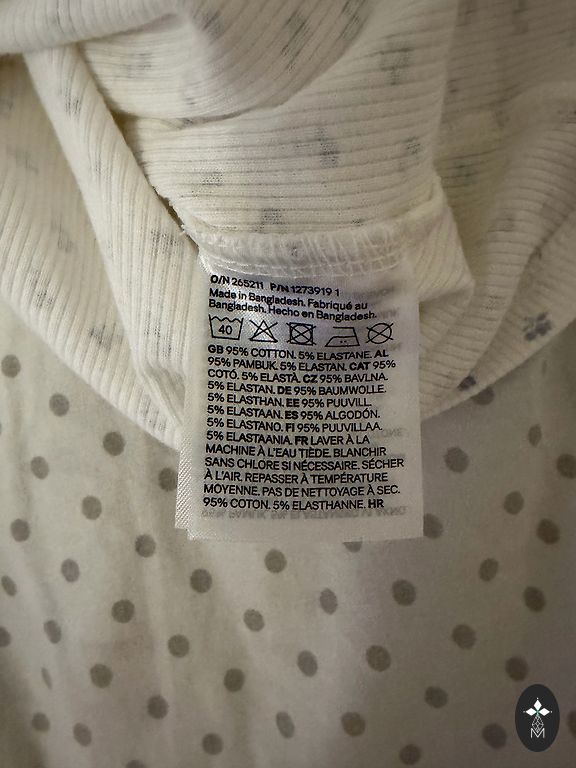 O/N 265211 P/N 1273919 1
Made in Bangladesh. Fabriqué au
Bangladesh. Hecho en Bangladesh.
40
GB 95% COTTON. 5% ELASTANE. AL
95% PAMBUK. 5% ELASTAN. CAT 95%
COTÓ. 5% ELASTÀ. CZ 95% BAVLNA.
5% ELASTAN. DE 95% BAUMWOLLE.
5% ELASTHAN. EE 95% PUUVILL.
5% ELASTAAN. ES 95% ALGODÓN.
5% ELASTANO. FI 95% PUUVILLAA.
5% ELASTAANIA. FR LAVER À LA
MACHINE À L'EAU TIÈDE. BLANCHIR
SANS CHLORE SI NÉCESSAIRE. SÉCHER
À L'AIR. REPASSER À TEMPÉRATURE
MOYENNE. PAS DE NETTOYAGE À SEC.
95% COTON. 5% ELASTHANNE. HR